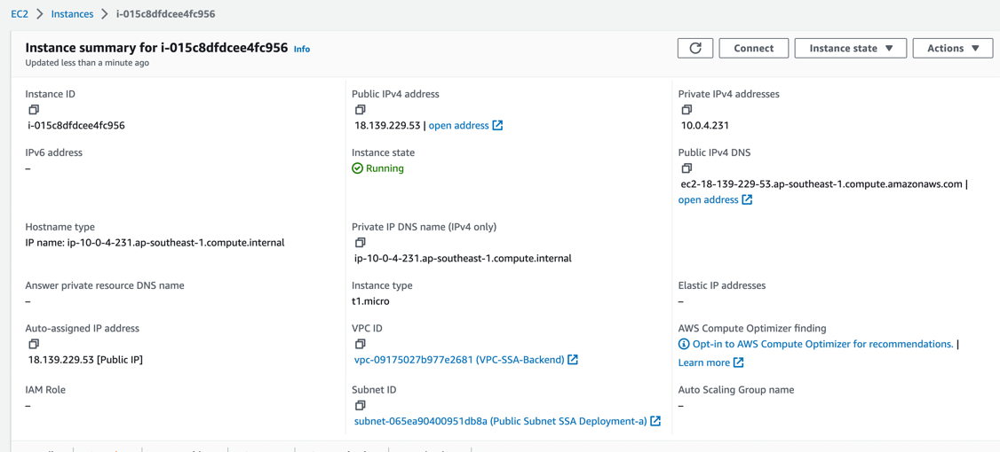 EC2 > Instances > i-015c8dfdcee4fc956
Instance summary for i-015c8dfdcee4fc956 Info
Updated less than a minute ago
Connect
Instance state
Actions
Instance ID
i-015c8dfdcee4fc956
Public IPv4 address
18.139.229.53 | open address
Private IPv4 addresses
10.0.4.231
IPv6 address
–
Instance state
Running
Public IPv4 DNS
ec2-18-139-229-53.ap-southeast-1.compute.amazonaws.com |
open address
Hostname type
IP name: ip-10-0-4-231.ap-southeast-1.compute.internal
Private IP DNS name (IPv4 only)
ip-10-0-4-231.ap-southeast-1.compute.internal
Answer private resource DNS name
–
Instance type
t1.micro
Elastic IP addresses
–
Auto-assigned IP address
18.139.229.53 [Public IP]
VPC ID
vpc-09175027b977e2681 (VPC-SSA-Backend)
AWS Compute Optimizer finding
Opt-in to AWS Compute Optimizer for recommendations. |
Learn more
IAM Role
–
Subnet ID
subnet-065ea90400951db8a (Public Subnet SSA Deployment-a)
Auto Scaling Group name
–